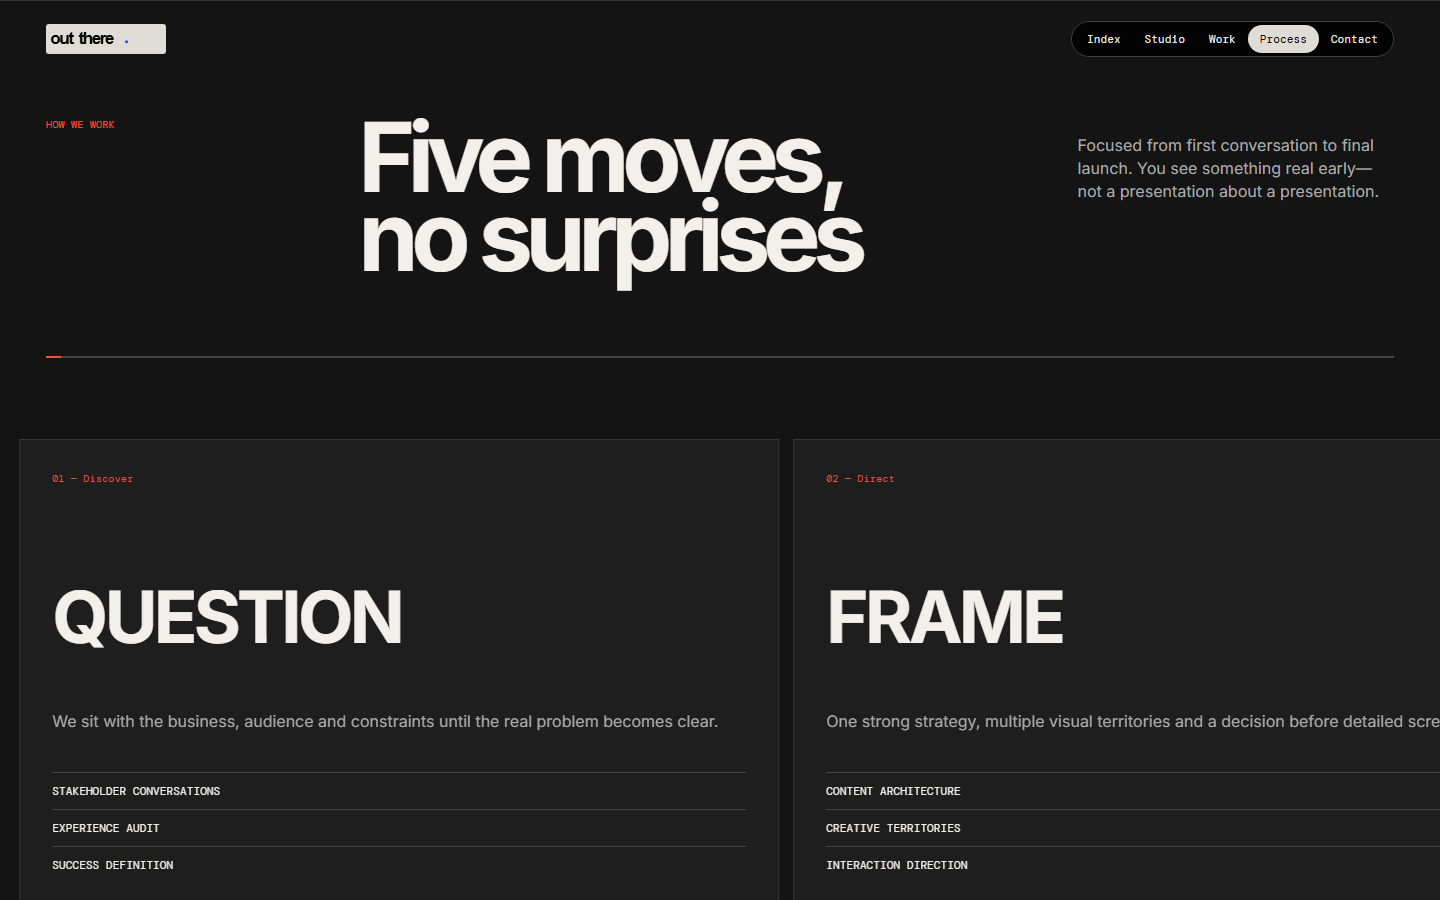 out there .
Index Studio Work Process Contact
HOW WE WORK
Five moves,
no surprises
Focused from first conversation to final
launch. You see something real early—
not a presentation about a presentation.
01 — Discover
QUESTION
We sit with the business, audience and constraints until the real problem becomes clear.
STAKEHOLDER CONVERSATIONS
EXPERIENCE AUDIT
SUCCESS DEFINITION
02 — Direct
FRAME
One strong strategy, multiple visual territories and a decision before detailed scre
CONTENT ARCHITECTURE
CREATIVE TERRITORIES
INTERACTION DIRECTION